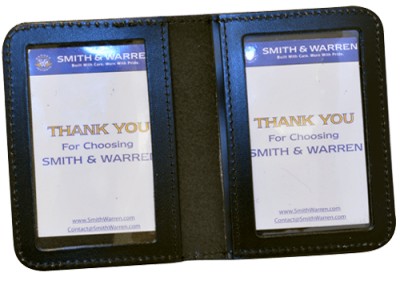 SMITH & WARREN
Built With Care. Worn With Pride.
THANK YOU
For Choosing
SMITH & WARREN
www.SmithWarren.com
Contact@SmithWarren.com
SMITH & WARREN
Built With Care. Worn With Pride.
THANK YOU
For Choosing
SMITH & WARREN
www.SmithWarren.com
Contact@SmithWarren.com